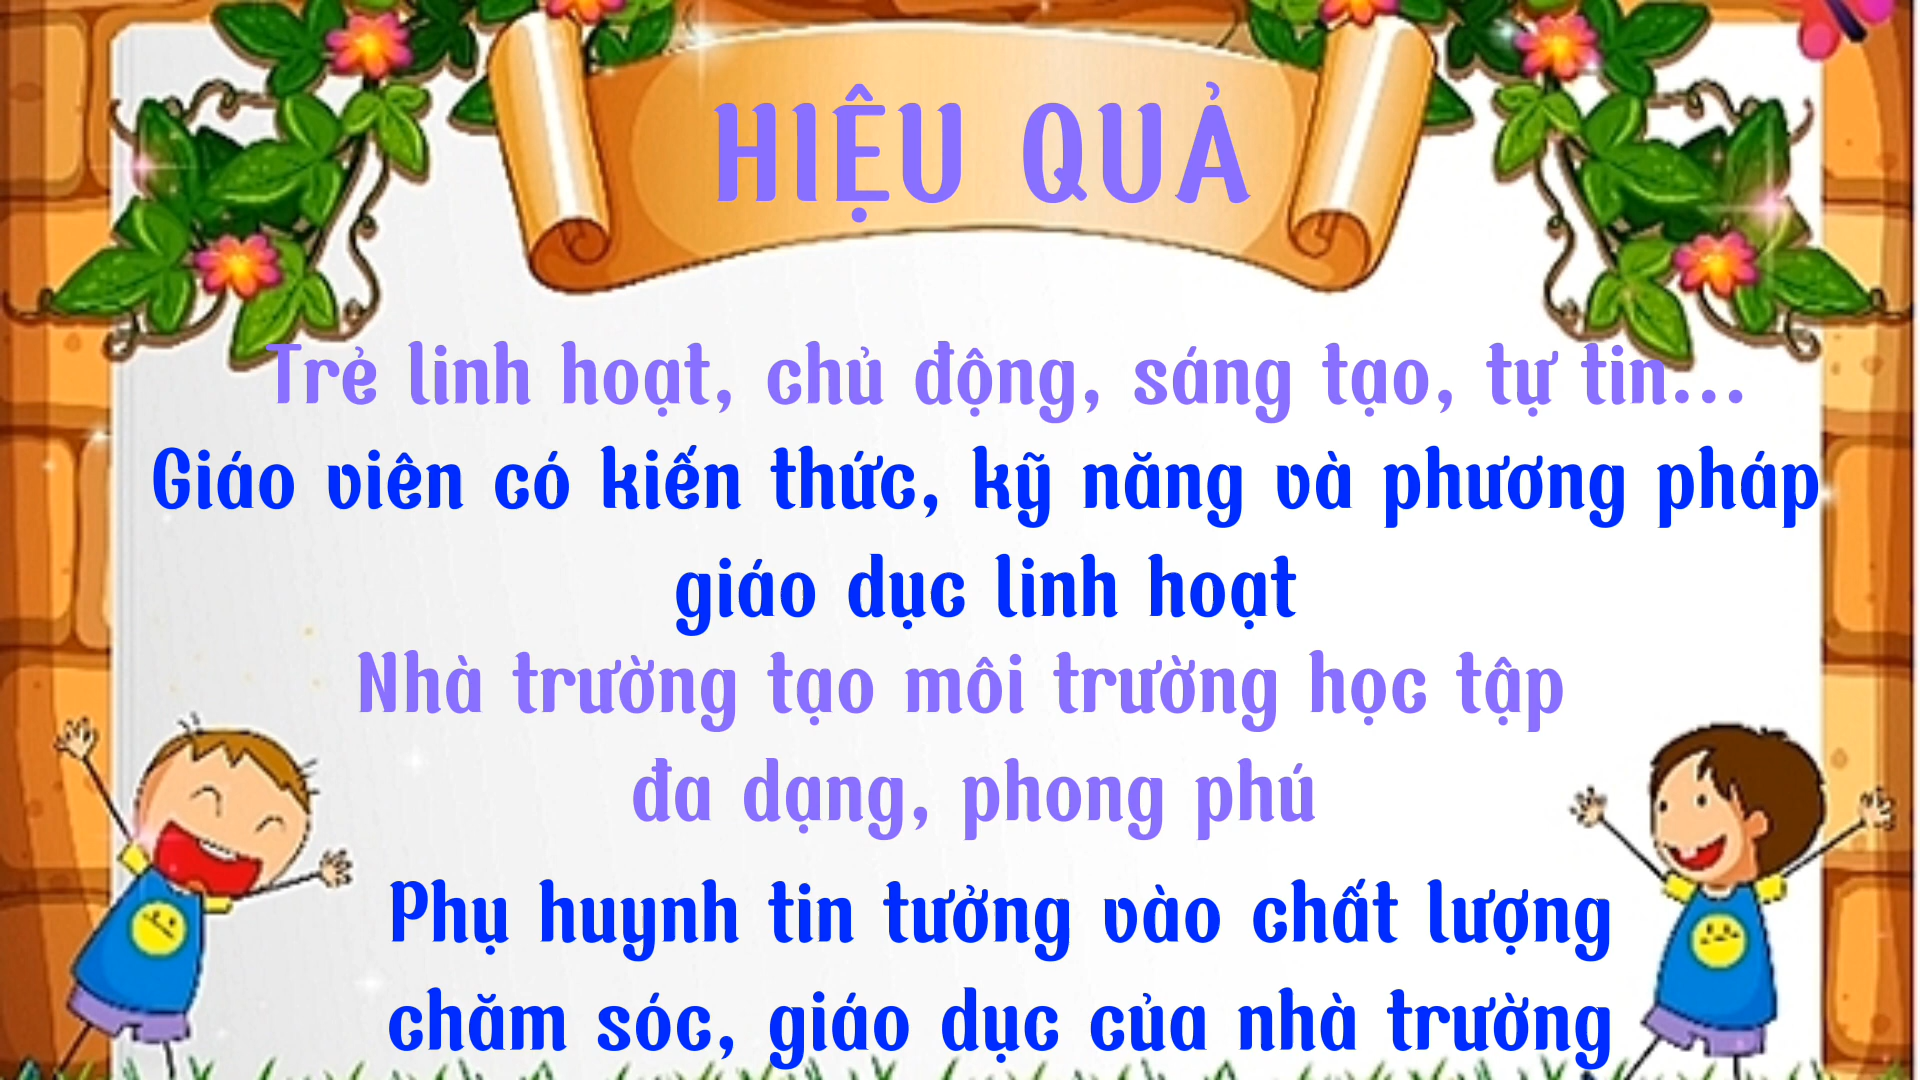 HIỆU QUẢ
Trẻ linh hoạt, chủ động, sáng tạo, tự tin...
Giáo viên có kiến thức, kỹ năng và phương pháp
giáo dục linh hoạt
Nhà trường tạo môi trường học tập
đa dạng, phong phú
Phụ huynh tin tưởng vào chất lượng
chăm sóc, giáo dục của nhà trường